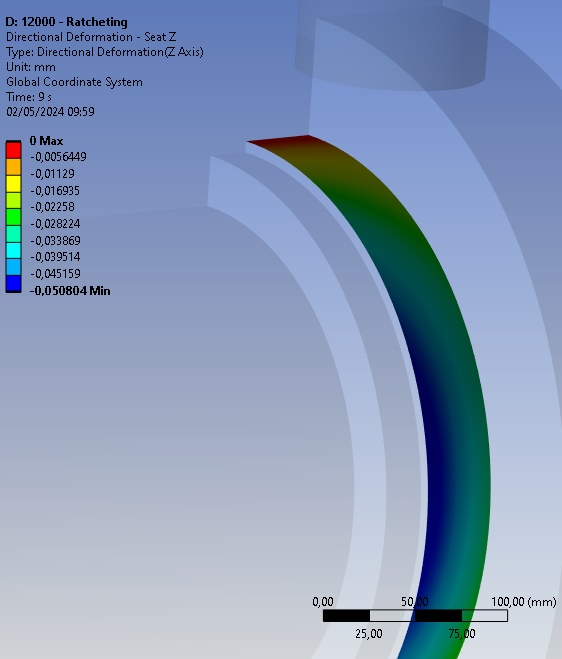 D: 12000 - Ratcheting
Directional Deformation - Seat Z
Type: Directional Deformation(Z Axis)
Unit: mm
Global Coordinate System
Time: 9 s
02/05/2024 09:59
0 Max
-0,0056449
-0,01129
-0,016935
-0,02258
-0,028224
-0,033869
-0,039514
-0,045159
-0,050804 Min
0,00 50,00 100,00 (mm)
25,00 75,00